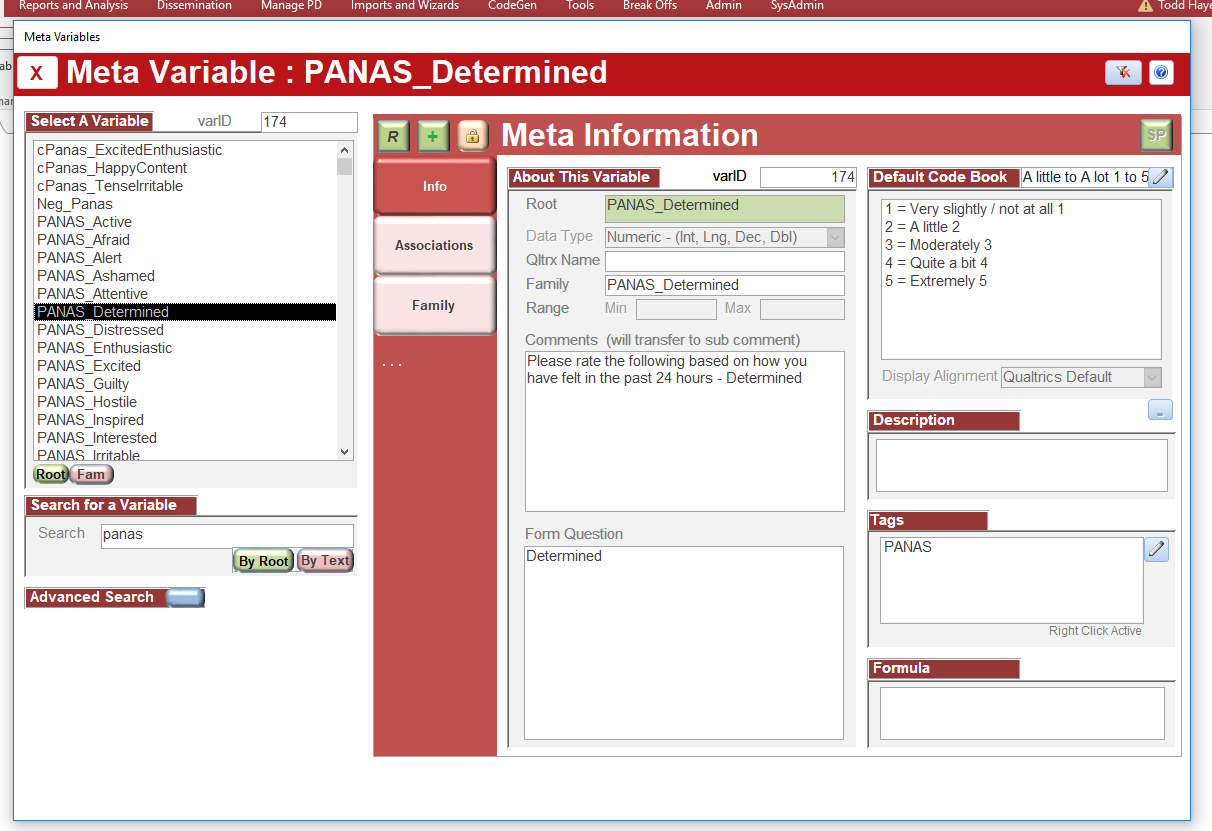 Reports and Analysis Dissemination Manage PD Imports and Wizards CodeGen Tools Break Offs Admin SysAdmin Todd Haye
Meta Variables
X Meta Variable : PANAS_Determined
Select A Variable varID 174
cPanas_ExcitedEnthusiastic
cPanas_HappyContent
cPanas_TenseIrritable
Neg_Panas
PANAS_Active
PANAS_Afraid
PANAS_Alert
PANAS_Ashamed
PANAS_Attentive
PANAS_Determined
PANAS_Distressed
PANAS_Enthusiastic
PANAS_Excited
PANAS_Guilty
PANAS_Hostile
PANAS_Inspired
PANAS_Interested
PANAS_Irritable
Root Fam
Search for a Variable
Search panas
By Root By Text
Advanced Search
R + Meta Information SP
Info
Associations
Family
...
About This Variable varID 174
Root PANAS_Determined
Data Type Numeric - (Int, Lng, Dec, Dbl)
Qltrx Name
Family PANAS_Determined
Range Min Max
Comments (will transfer to sub comment)
Please rate the following based on how you
have felt in the past 24 hours - Determined
Form Question
Determined
Default Code Book A little to A lot 1 to 5
1 = Very slightly / not at all 1
2 = A little 2
3 = Moderately 3
4 = Quite a bit 4
5 = Extremely 5
Display Alignment Qualtrics Default
Description
Tags
PANAS
Right Click Active
Formula